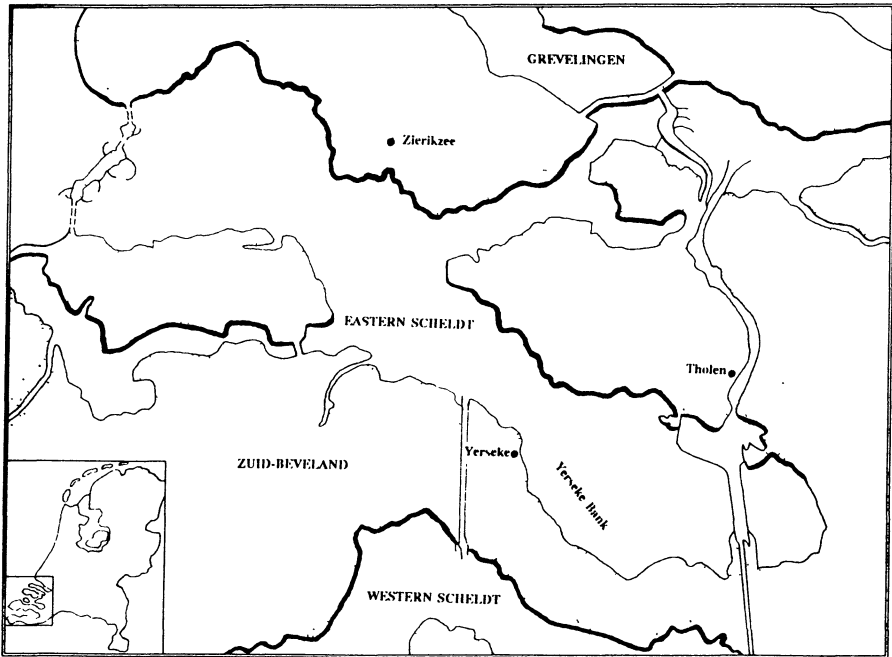 GREVELINGEN
Zierikzee
EASTERN SCHELDT
Tholen
Yerseke
ZUID-BEVELAND
Yerseke Bank
WESTERN SCHELDT